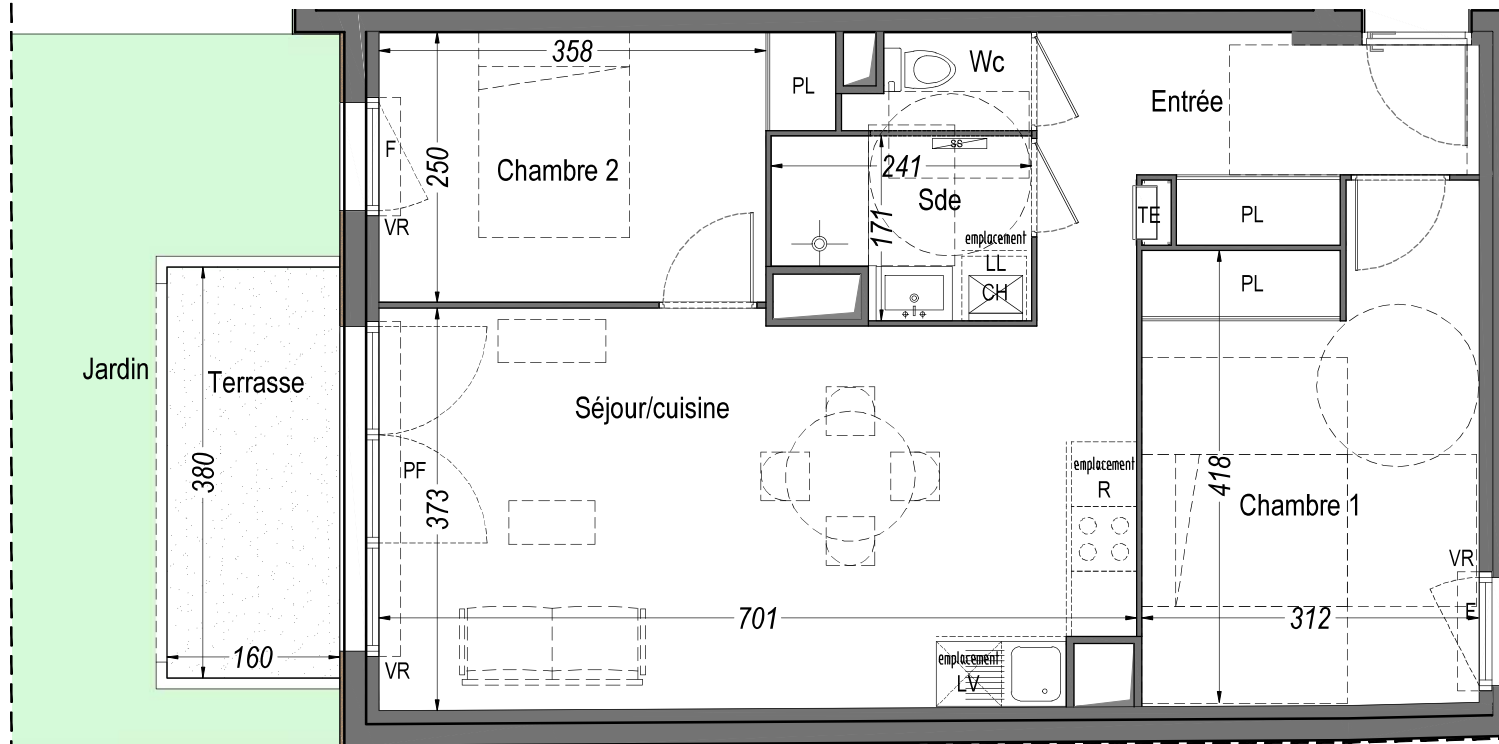 358
PL
Wc
Entrée
F
250
Chambre 2
VR
SS
241
Sde
171
emplacement
LL
CH
TE
PL
PL
Jardin
Terrasse
380
160
Séjour/cuisine
PF
373
VR
701
emplacement
R
418
Chambre 1
VR
F
312
emplacement
LV